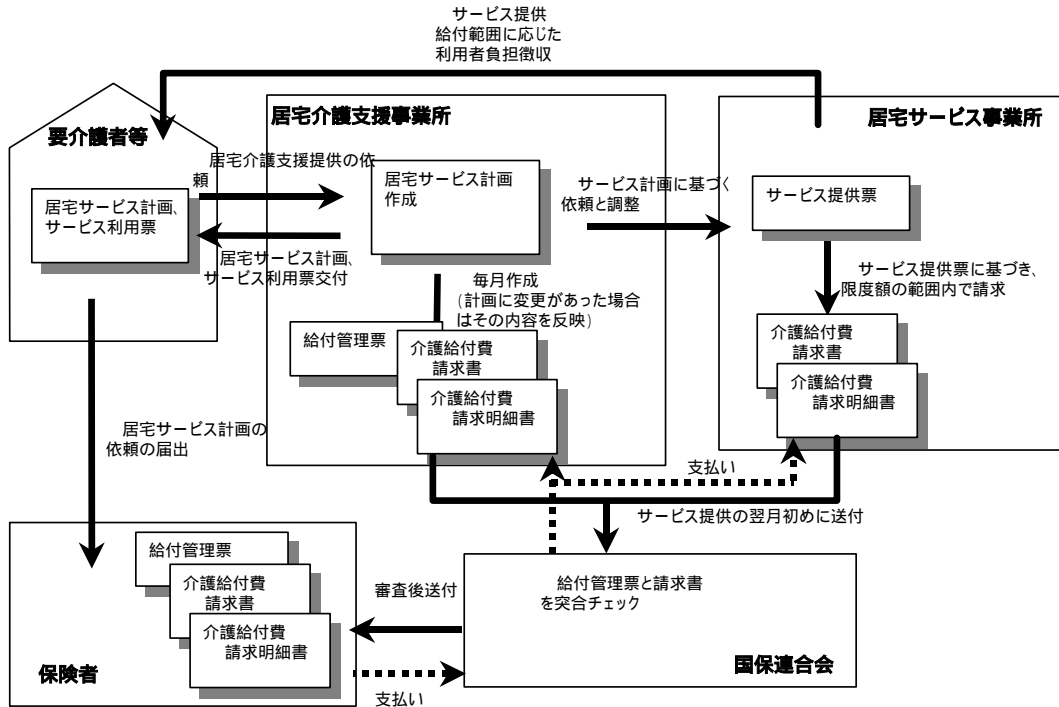 サービス提供
給付範囲に応じた
利用者負担徴収
要介護者等
居宅サービス計画、
サービス利用票
居宅介護支援提供の依
頼
居宅サービス計画、
サービス利用票交付
居宅介護支援事業所
居宅サービス計画
作成
毎月作成
(計画に変更があった場合
はその内容を反映)
給付管理票
介護給付費
請求書
介護給付費
請求明細書
サービス計画に基づく
依頼と調整
居宅サービス事業所
サービス提供票
サービス提供票に基づき、
限度額の範囲内で請求
介護給付費
請求書
介護給付費
請求明細書
居宅サービス計画の
依頼の届出
支払い
サービス提供の翌月初めに送付
給付管理票
介護給付費
請求書
介護給付費
請求明細書
保険者
審査後送付
支払い
給付管理票と請求書
を突合チェック
国保連合会